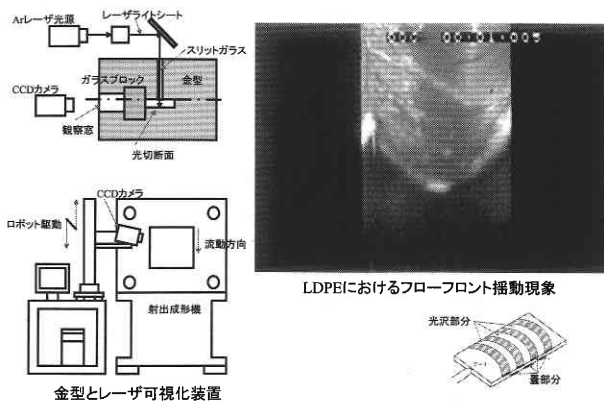 Arレーザ光源
レーザライトシート
スリットガラス
ガラスブロック
金型
CCDカメラ
観察窓
光切断面
CCDカメラ
ロボット駆動
流動方向
射出成形機
金型とレーザ可視化装置
LDPEにおけるフローフロント揺動現象
光沢部分
ゲート
曇部分